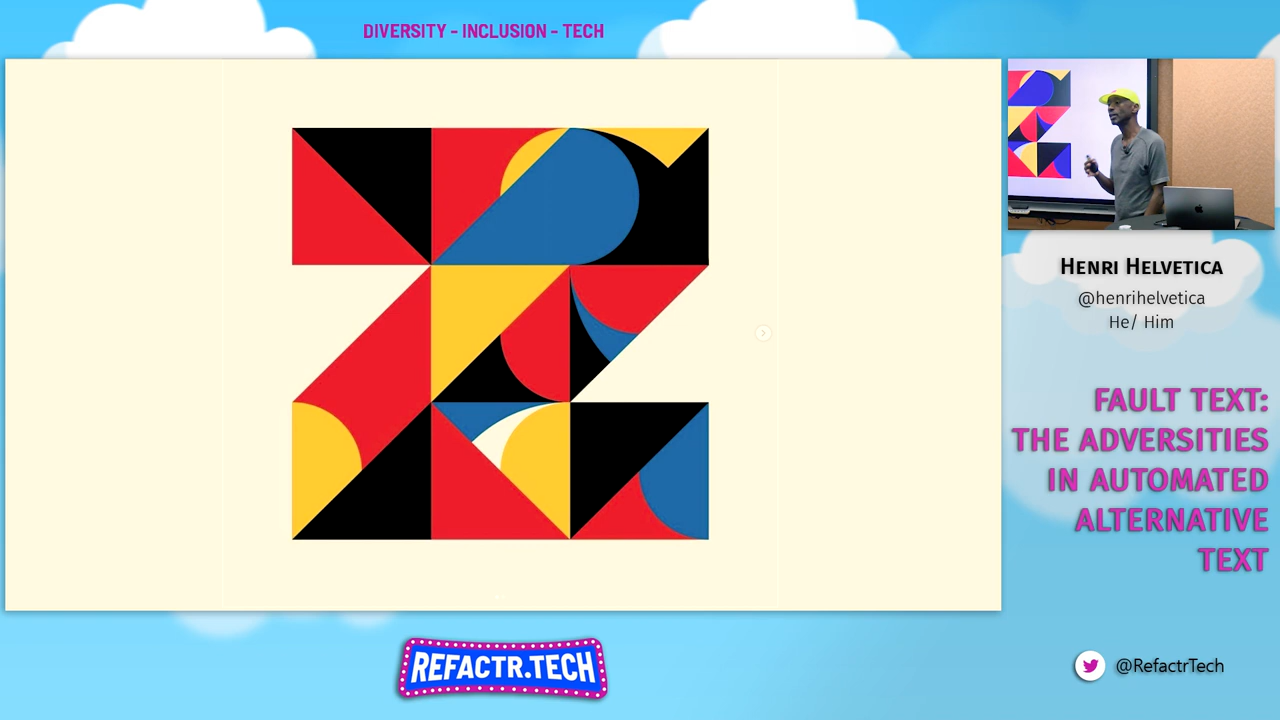 DIVERSITY - INCLUSION - TECH
HENRI HELVETICA
@henrihelvetica
He/ Him
FAULT TEXT:
THE ADVERSITIES
IN AUTOMATED
ALTERNATIVE
TEXT
REFACTR.TECH
@RefactrTech